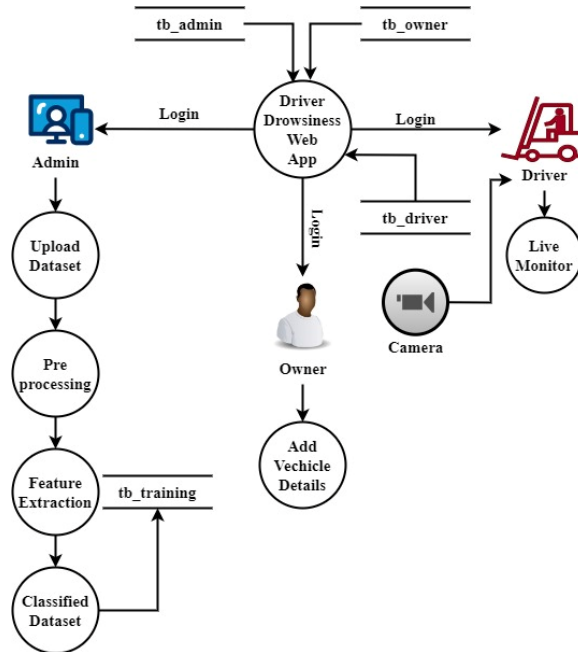 tb_admin
tb_owner
Driver
Drowsiness
Web
App
Login
Login
Admin
Driver
Login
tb_driver
Upload
Dataset
Live
Monitor
Camera
Owner
Pre
processing
Add
Vechicle
Details
Feature
Extraction
tb_training
Classified
Dataset